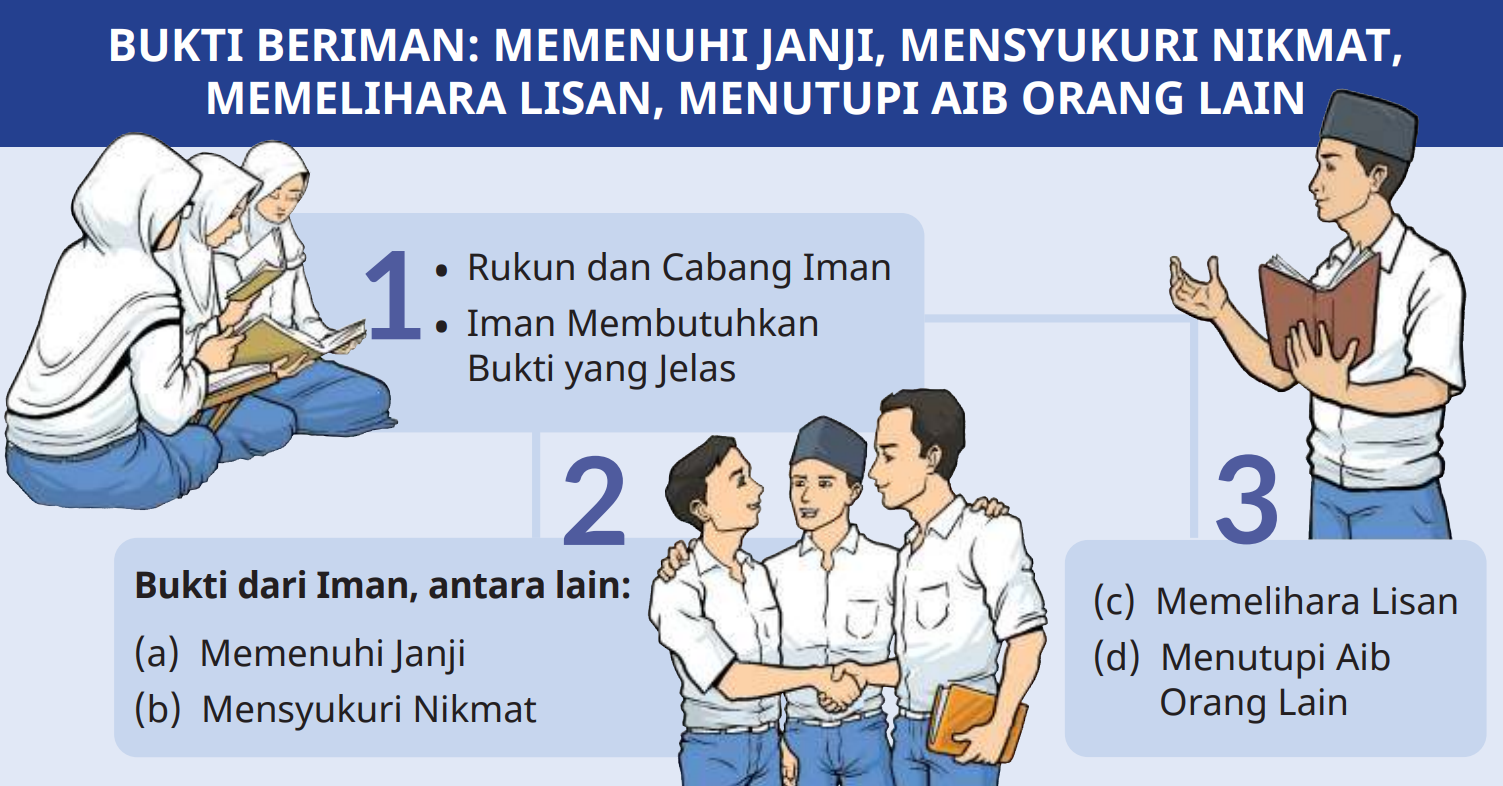 BUKTI BERIMAN: MEMENUHI JANJI, MENSYUKURI NIKMAT,
MEMELIHARA LISAN, MENUTUPI AIB ORANG LAIN
1
• Rukun dan Cabang Iman
• Iman Membutuhkan
Bukti yang Jelas
2
Bukti dari Iman, antara lain:
(a) Memenuhi Janji
(b) Mensyukuri Nikmat
3
(c) Memelihara Lisan
(d) Menutupi Aib
Orang Lain